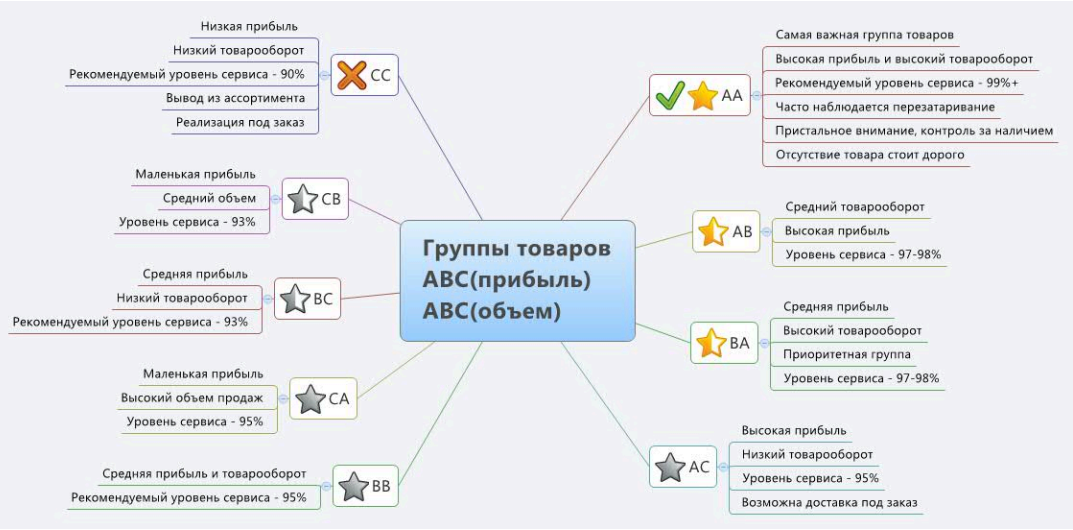 Группы товаров
ABC(прибыль)
ABC(объем)
AA
Самая важная группа товаров
Высокая прибыль и высокий товарооборот
Рекомендуемый уровень сервиса - 99%+
Часто наблюдается перезатаривание
Пристальное внимание, контроль за наличием
Отсутствие товара стоит дорого
AB
Средний товарооборот
Высокая прибыль
Уровень сервиса - 97-98%
BA
Средняя прибыль
Высокий товарооборот
Приоритетная группа
Уровень сервиса - 97-98%
AC
Высокая прибыль
Низкий товарооборот
Уровень сервиса - 95%
Возможна доставка под заказ
CC
Низкая прибыль
Низкий товарооборот
Рекомендуемый уровень сервиса - 90%
Вывод из ассортимента
Реализация под заказ
CB
Маленькая прибыль
Средний объем
Уровень сервиса - 93%
BC
Средняя прибыль
Низкий товарооборот
Рекомендуемый уровень сервиса - 93%
CA
Маленькая прибыль
Высокий объем продаж
Уровень сервиса - 95%
BB
Средняя прибыль и товарооборот
Рекомендуемый уровень сервиса - 95%